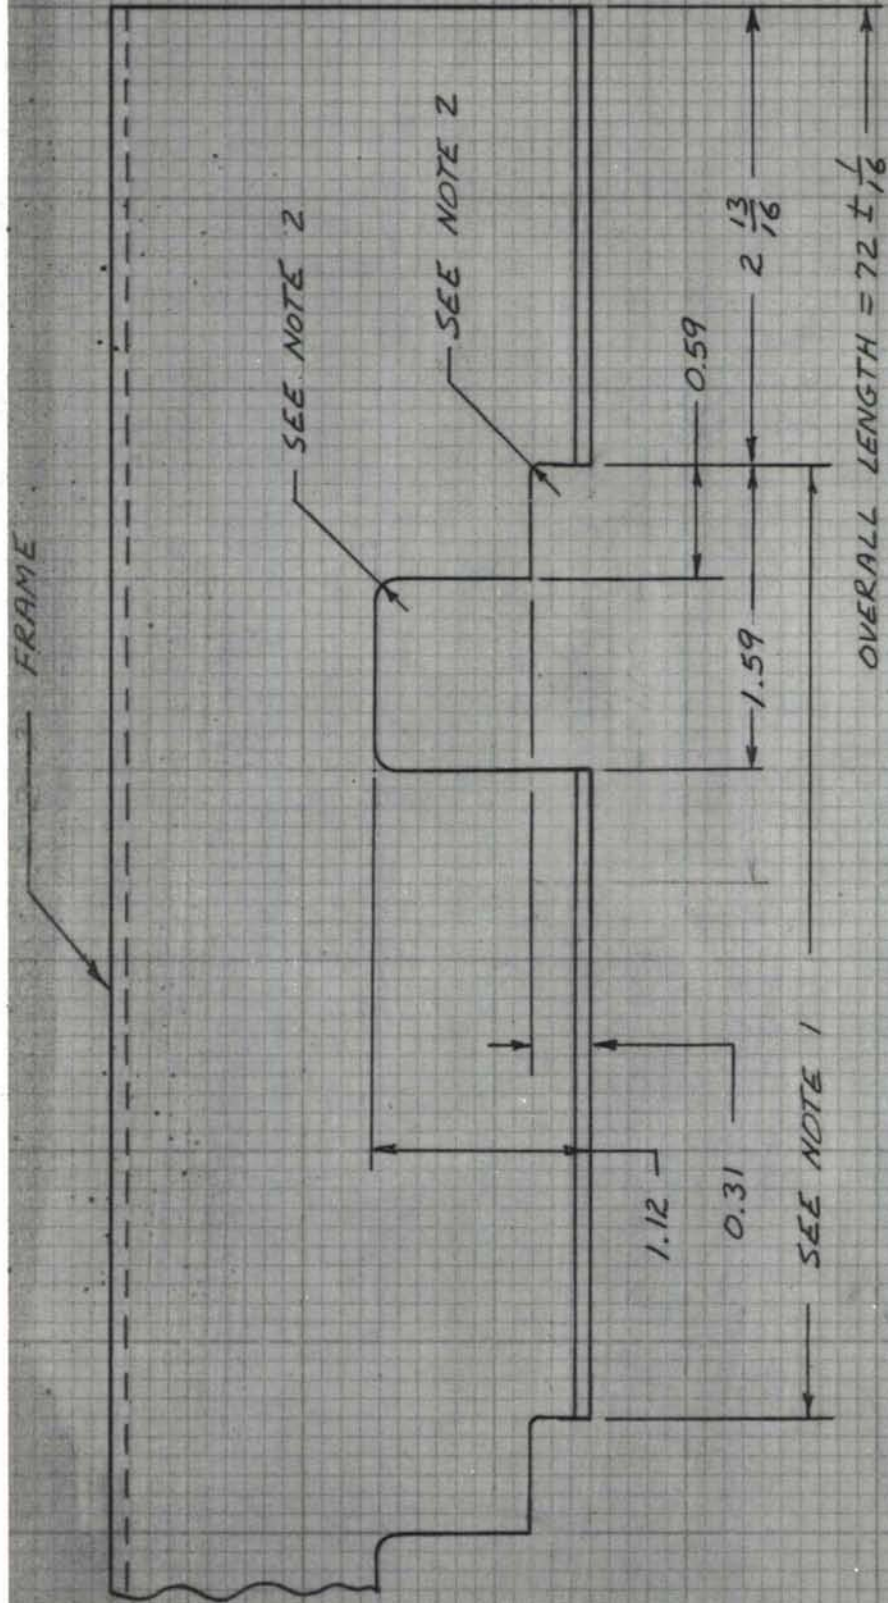 FRAME
SEE NOTE 2
SEE NOTE 2
0.59
2 13/16
1.59
1.12
0.31
SEE NOTE 1
OVERALL LENGTH = 72 ± 1/16